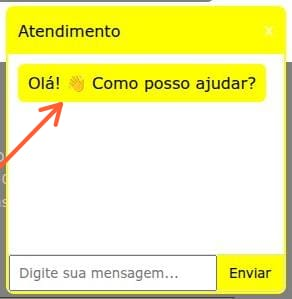 Atendimento x
Olá! 👋 Como posso ajudar?
Digite sua mensagem...
Enviar